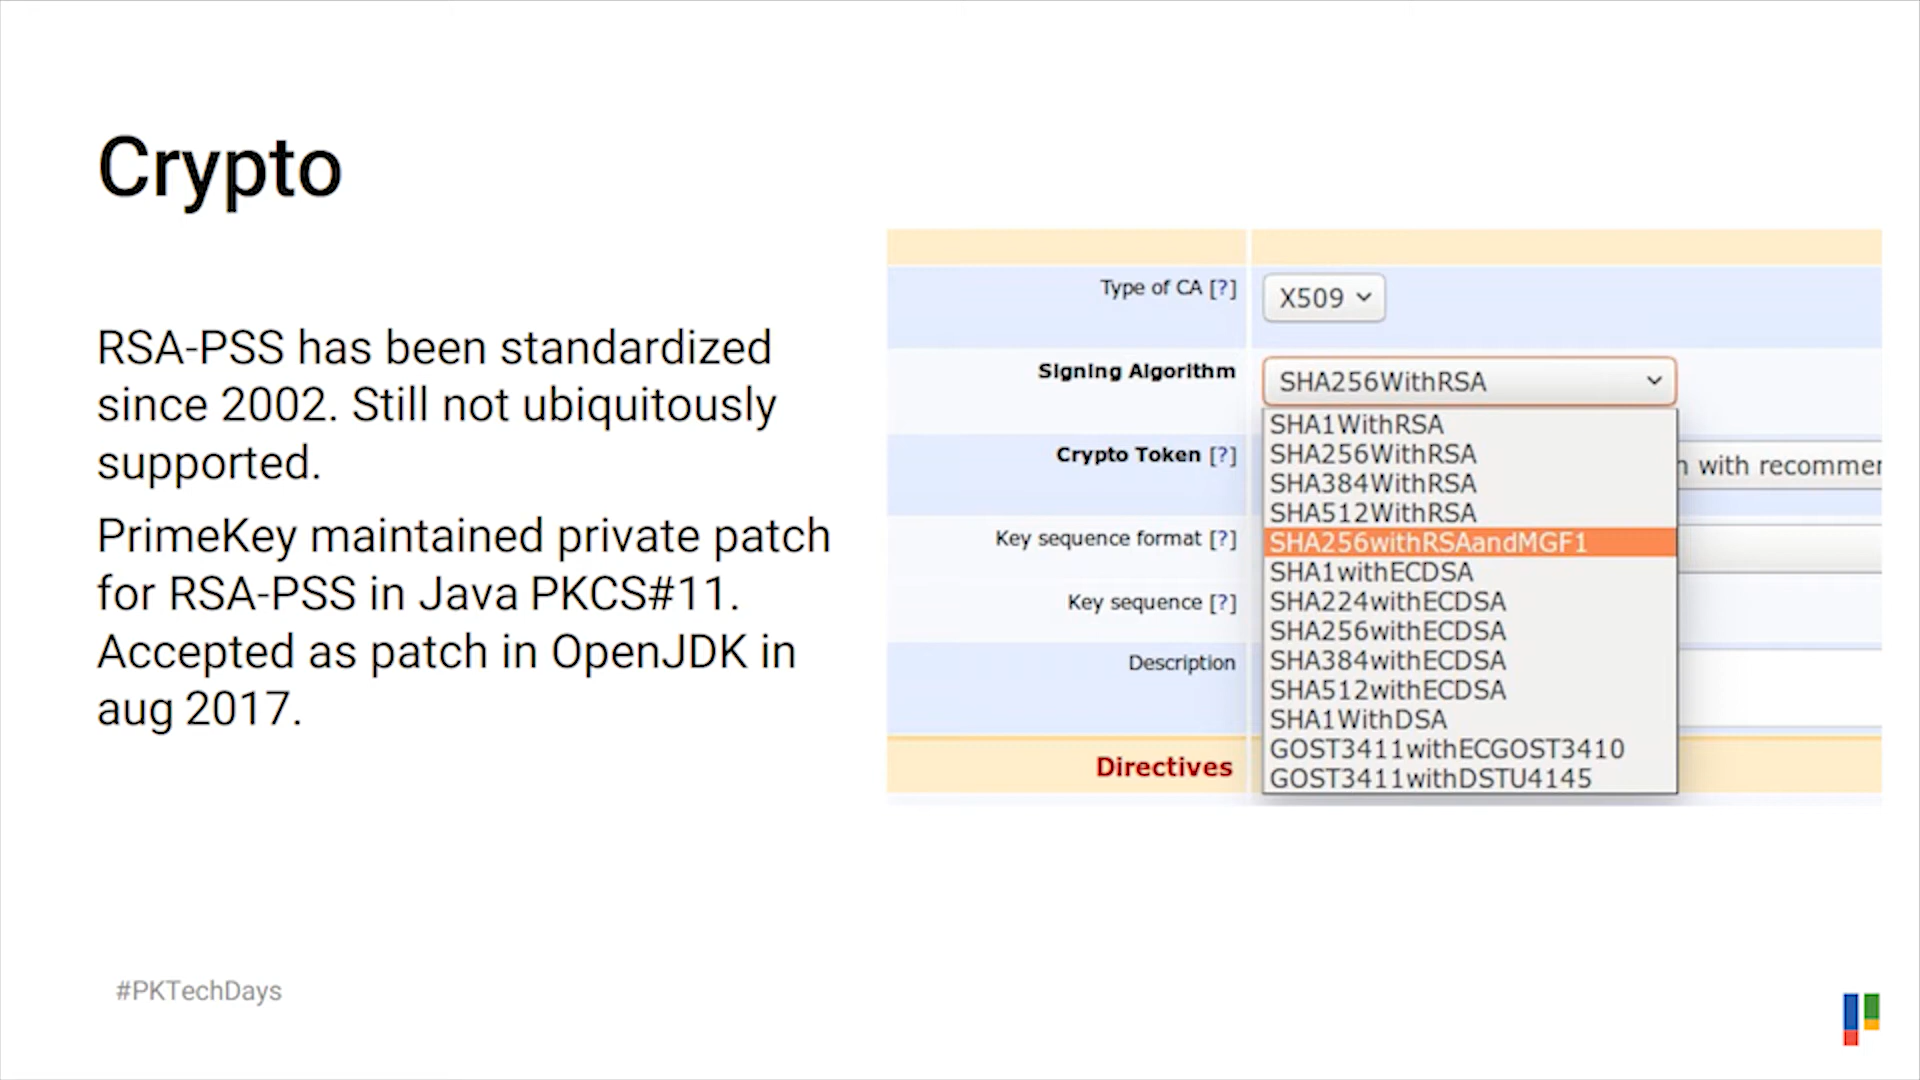 Crypto
RSA-PSS has been standardized
since 2002. Still not ubiquitously
supported.
PrimeKey maintained private patch
for RSA-PSS in Java PKCS#11.
Accepted as patch in OpenJDK in
aug 2017.
Type of CA [?]
X509
Signing Algorithm
SHA256WithRSA
SHA1WithRSA
SHA256WithRSA
SHA384WithRSA
SHA512WithRSA
SHA256withRSAandMGF1
SHA1withECDSA
SHA224withECDSA
SHA256withECDSA
SHA384withECDSA
SHA512withECDSA
SHA1WithDSA
GOST3411withECGOST3410
GOST3411withDSTU4145
Crypto Token [?]
with recommer
Key sequence format [?]
Key sequence [?]
Description
Directives
#PKTechDays